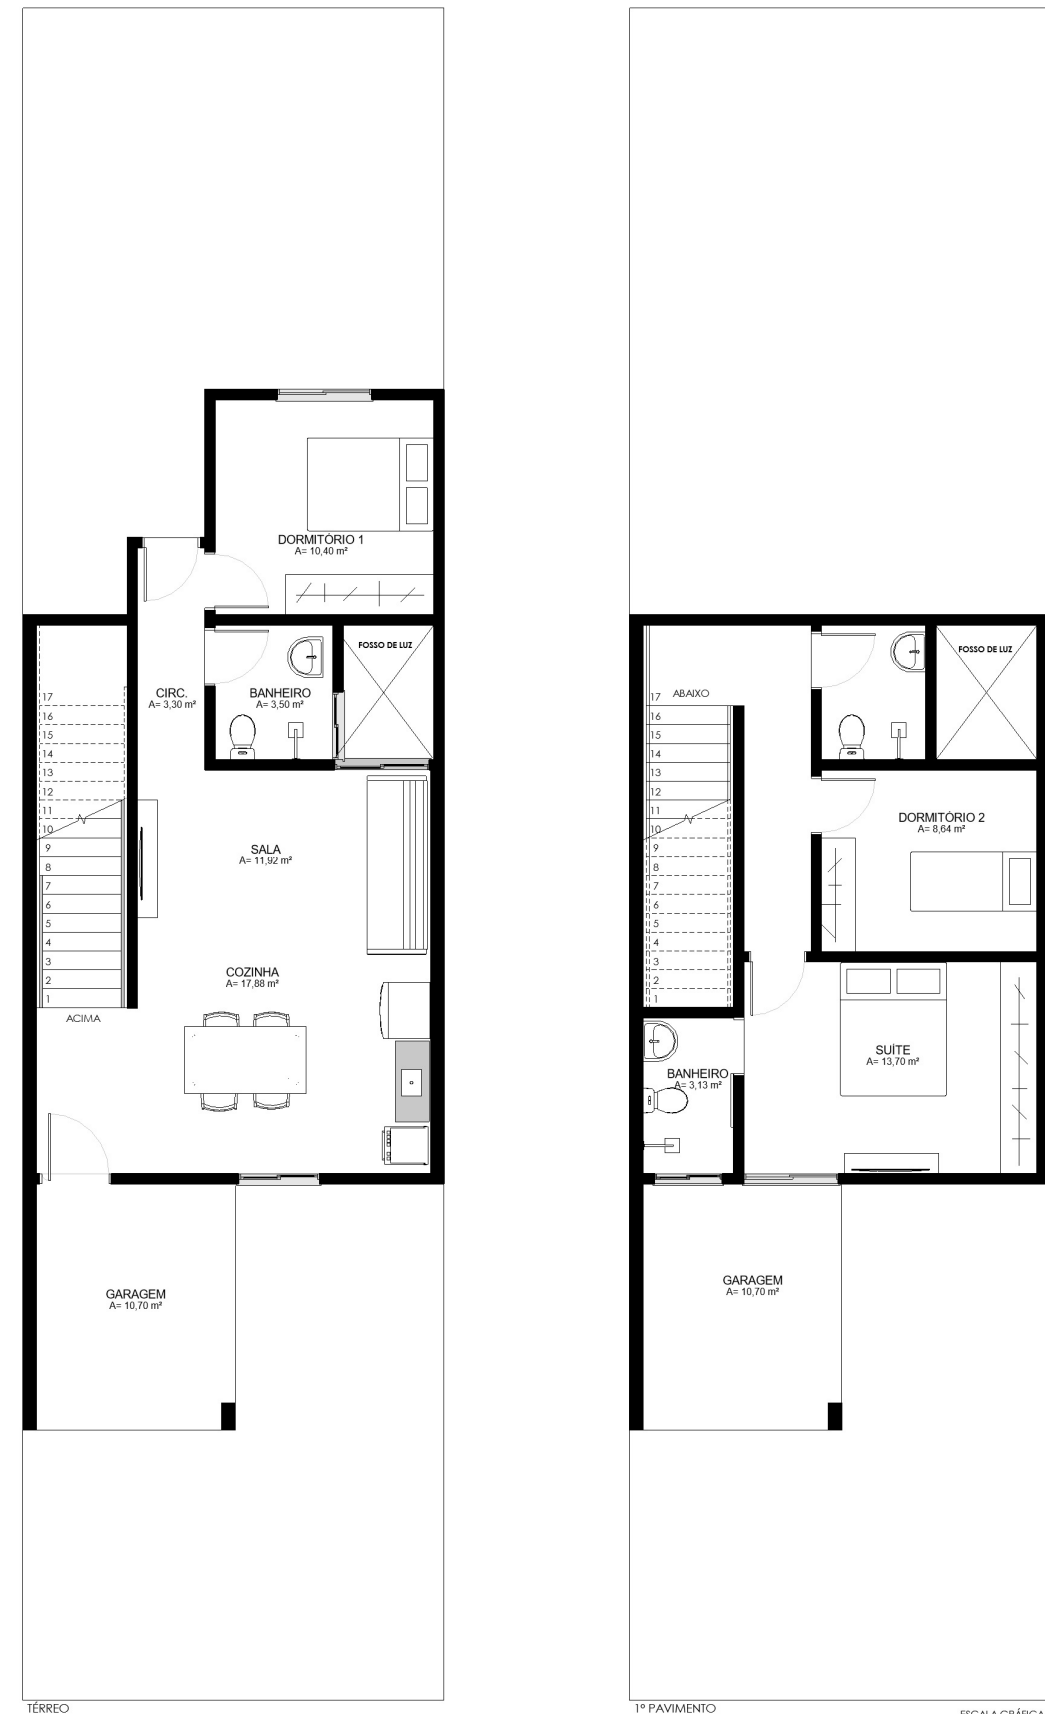 DORMITÓRIO 1
A= 10,40 m²
FOSSO DE LUZ
CIRC.
A= 3,30 m²
BANHEIRO
A= 3,50 m²
17
16
15
14
13
12
11
10
9
8
7
6
5
4
3
2
1
ACIMA
SALA
A= 11,92 m²
COZINHA
A= 17,88 m²
GARAGEM
A= 10,70 m²
TÉRREO
FOSSO DE LUZ
17 ABAIXO
16
15
14
13
12
11
10
9
8
7
6
5
4
3
2
1
DORMITÓRIO 2
A= 8,64 m²
SUÍTE
A= 13,70 m²
BANHEIRO
A= 3,13 m²
GARAGEM
A= 10,70 m²
1º PAVIMENTO
ESCALA GRÁFICA